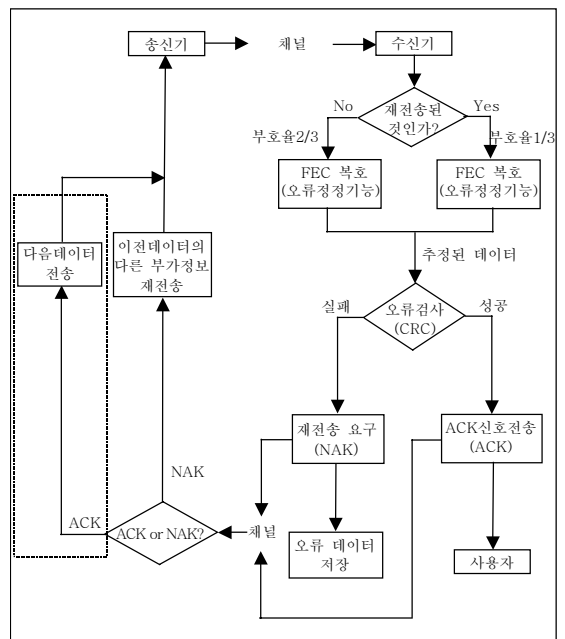 송신기
채널
수신기
재전송된
것인가?
No
Yes
부호율2/3
부호율1/3
FEC 복호
(오류정정기능)
FEC 복호
(오류정정기능)
다음데이터
전송
이전데이터의
다른 부가정보
재전송
추정된 데이터
실패
오류검사
(CRC)
성공
재전송 요구
(NAK)
ACK신호전송
(ACK)
NAK
ACK
ACK or NAK?
채널
오류 데이터
저장
사용자